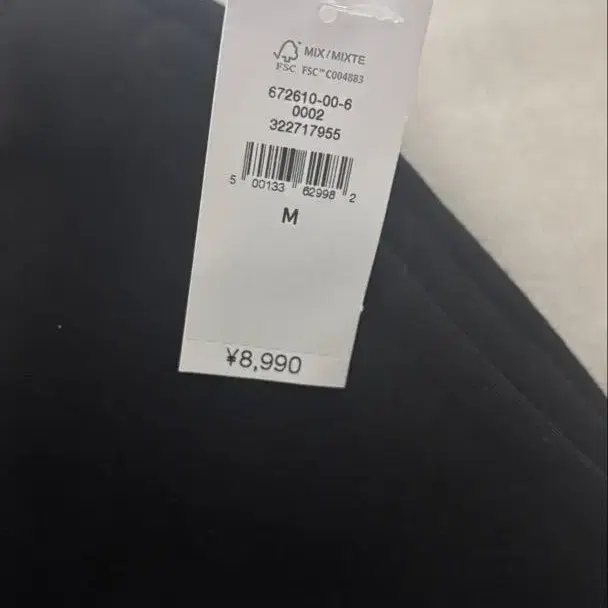 MIX/MIXTE
FSC FSC™ C004883
672610-00-6
0002
322717955
5 00133 62998 2
M
¥8,990